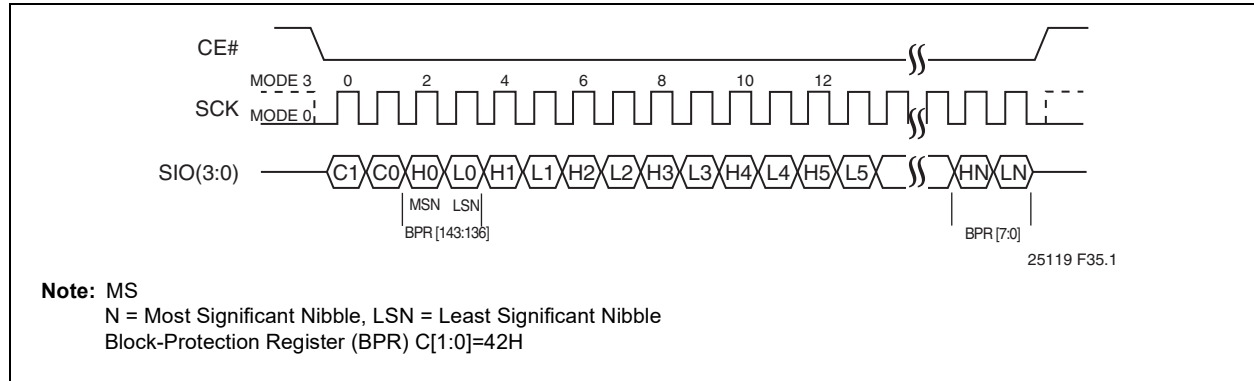 CE#
MODE 3 0 2 4 6 8 10 12
SCK MODE 0
SIO(3:0) C1 C0 H0 L0 H1 L1 H2 L2 H3 L3 H4 L4 H5 L5 HN LN
MSN LSN
BPR [143:136] BPR [7:0]
25119 F35.1
Note: MS
N = Most Significant Nibble, LSN = Least Significant Nibble
Block-Protection Register (BPR) C[1:0]=42H